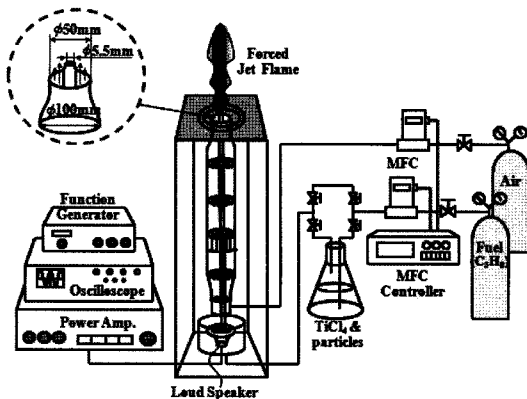 ϕ50mm
ϕ5.5mm
ϕ100mm
Forced
Jet Flame
Function
Generator
Oscilloscope
Power Amp.
Loud Speaker
MFC
MFC
Controller
TiCl₄ &
particles
Air
Fuel
(C₃H₈)